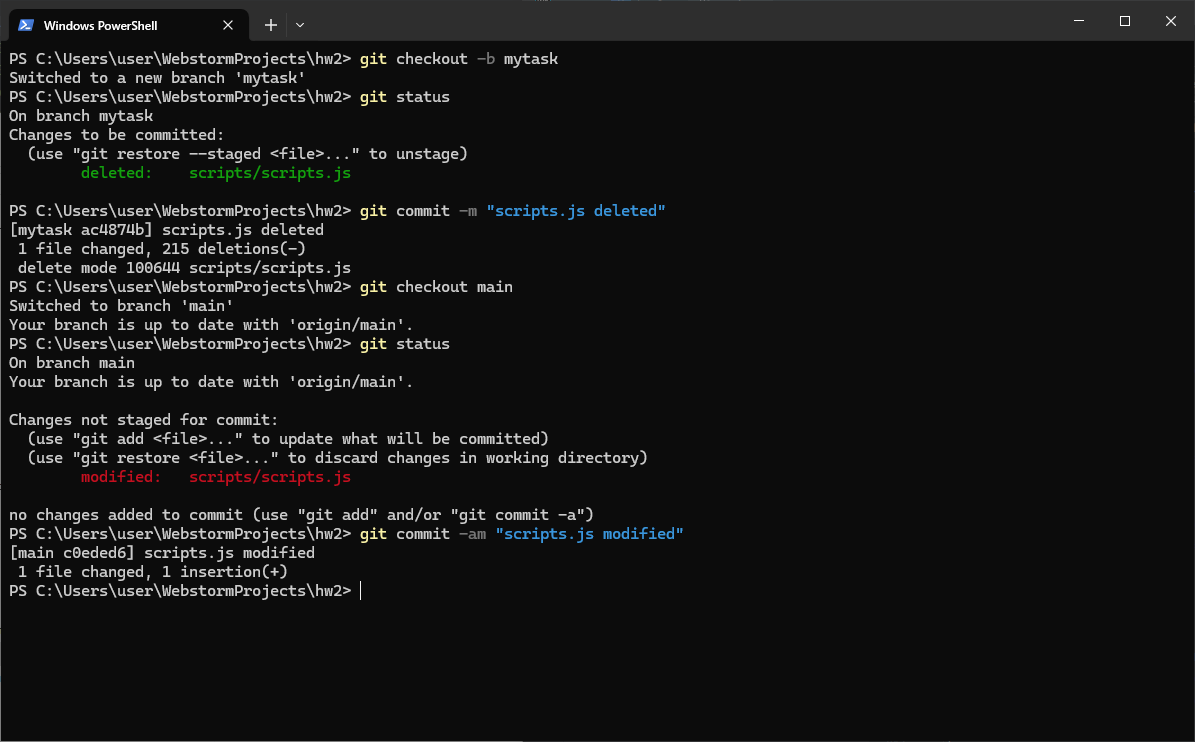 Windows PowerShell
PS C:\Users\user\WebstormProjects\hw2> git checkout -b mytask
Switched to a new branch 'mytask'
PS C:\Users\user\WebstormProjects\hw2> git status
On branch mytask
Changes to be committed:
  (use "git restore --staged <file>..." to unstage)
        deleted:    scripts/scripts.js

PS C:\Users\user\WebstormProjects\hw2> git commit -m "scripts.js deleted"
[mytask ac4874b] scripts.js deleted
 1 file changed, 215 deletions(-)
 delete mode 100644 scripts/scripts.js
PS C:\Users\user\WebstormProjects\hw2> git checkout main
Switched to branch 'main'
Your branch is up to date with 'origin/main'.
PS C:\Users\user\WebstormProjects\hw2> git status
On branch main
Your branch is up to date with 'origin/main'.

Changes not staged for commit:
  (use "git add <file>..." to update what will be committed)
  (use "git restore <file>..." to discard changes in working directory)
        modified:   scripts/scripts.js

no changes added to commit (use "git add" and/or "git commit -a")
PS C:\Users\user\WebstormProjects\hw2> git commit -am "scripts.js modified"
[main c0eded6] scripts.js modified
 1 file changed, 1 insertion(+)
PS C:\Users\user\WebstormProjects\hw2>